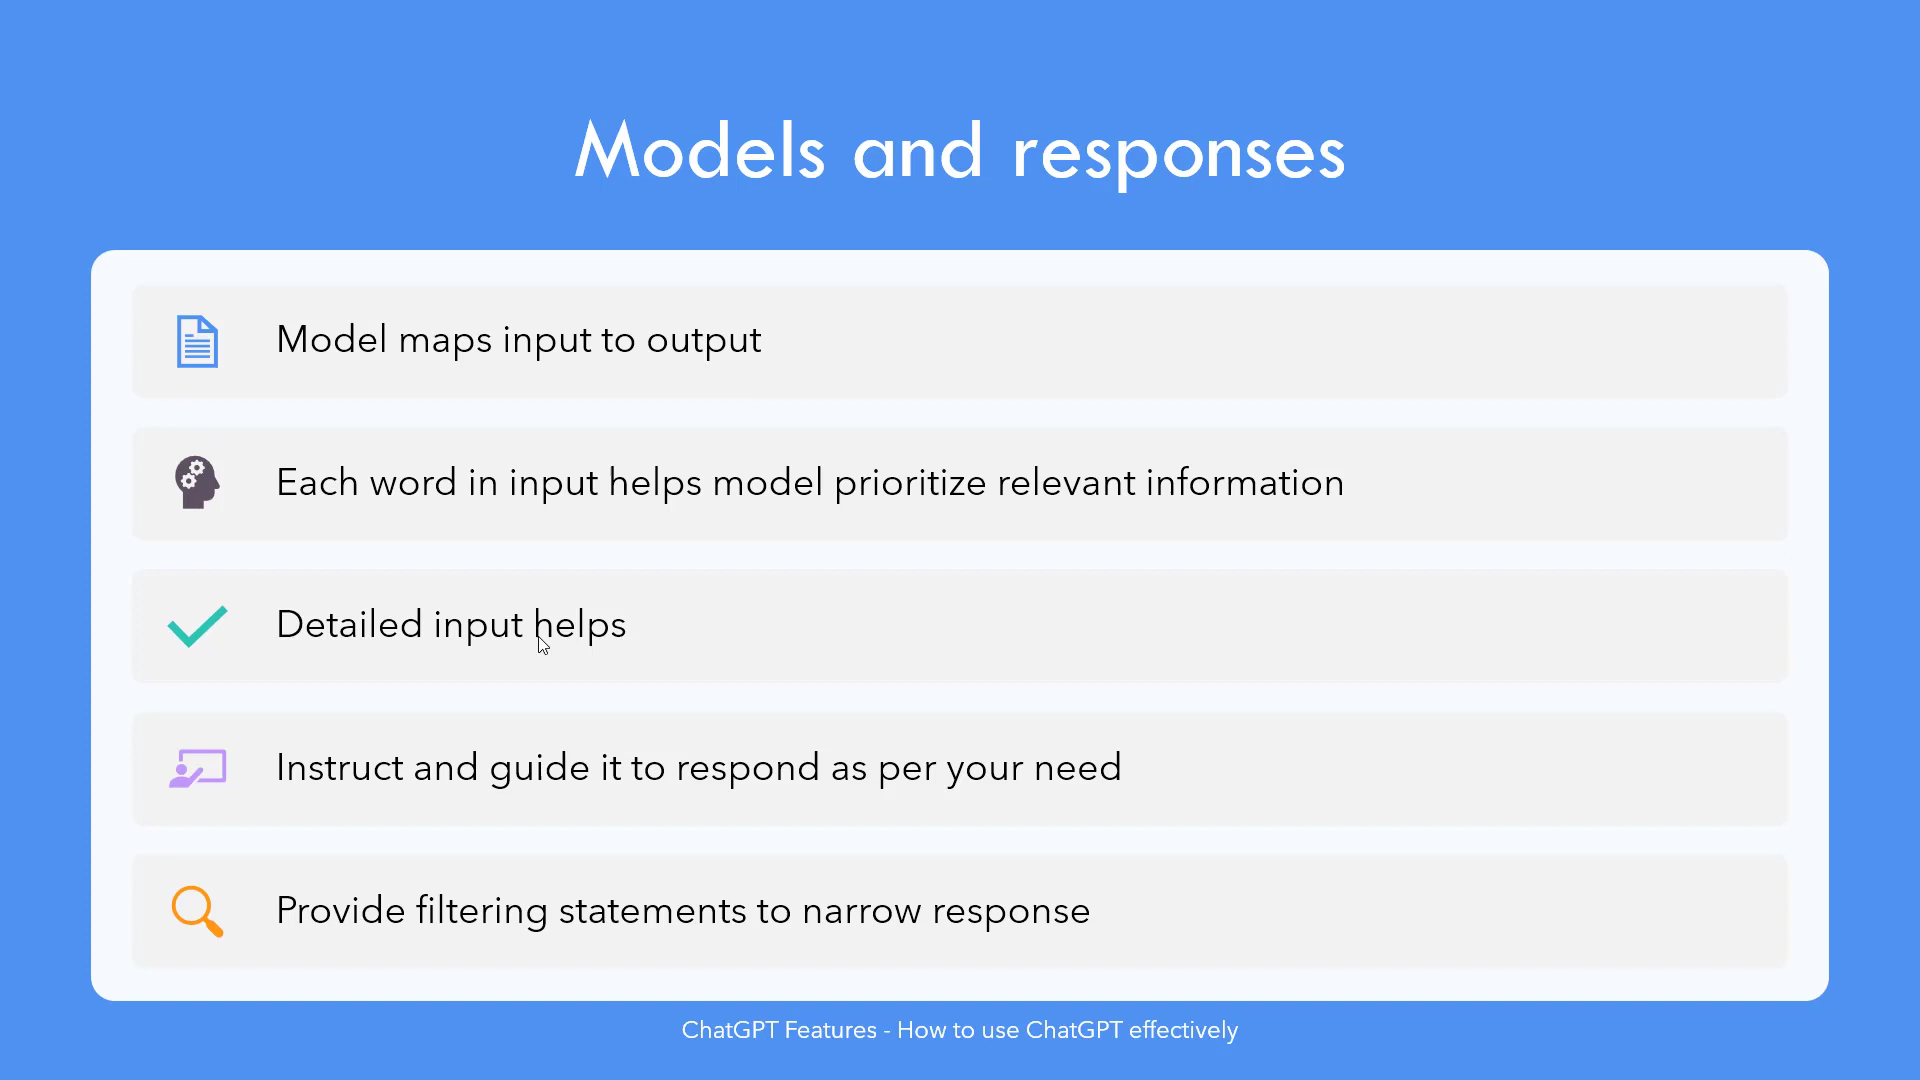 Models and responses
Model maps input to output
Each word in input helps model prioritize relevant information
Detailed input helps
Instruct and guide it to respond as per your need
Provide filtering statements to narrow response
ChatGPT Features - How to use ChatGPT effectively